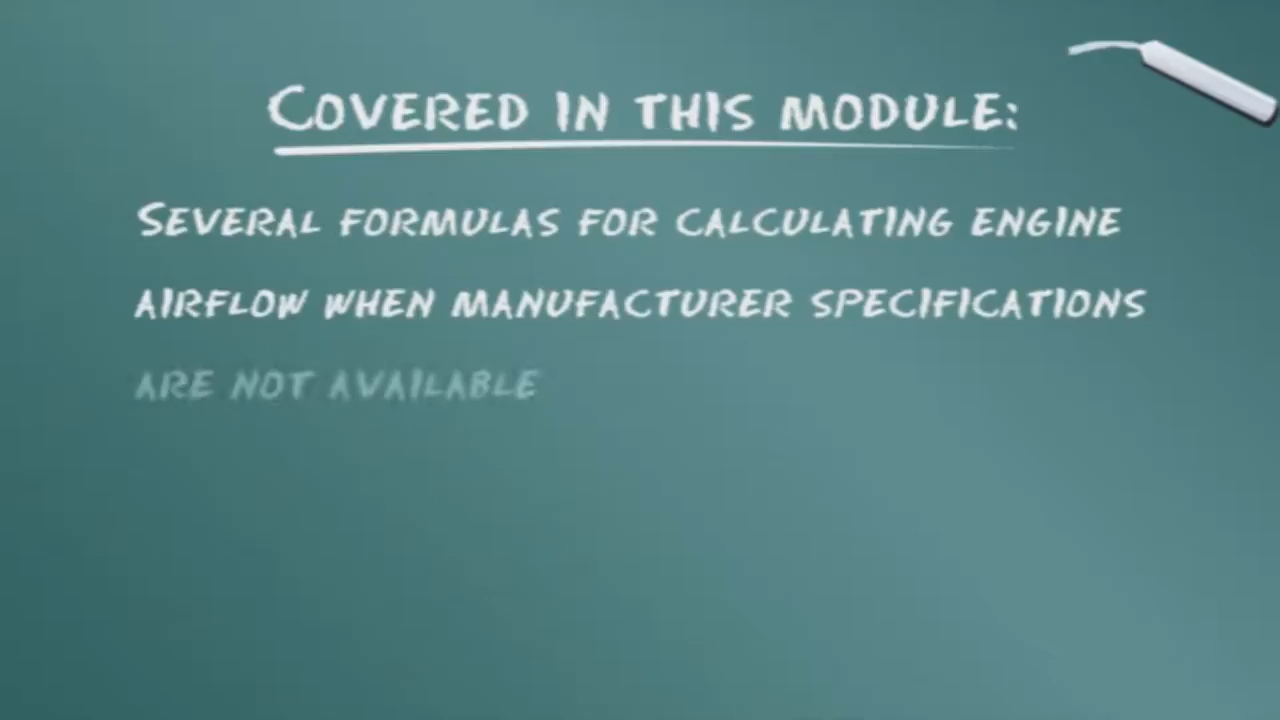 Covered in this module:
Several formulas for calculating engine
airflow when manufacturer specifications
are not available